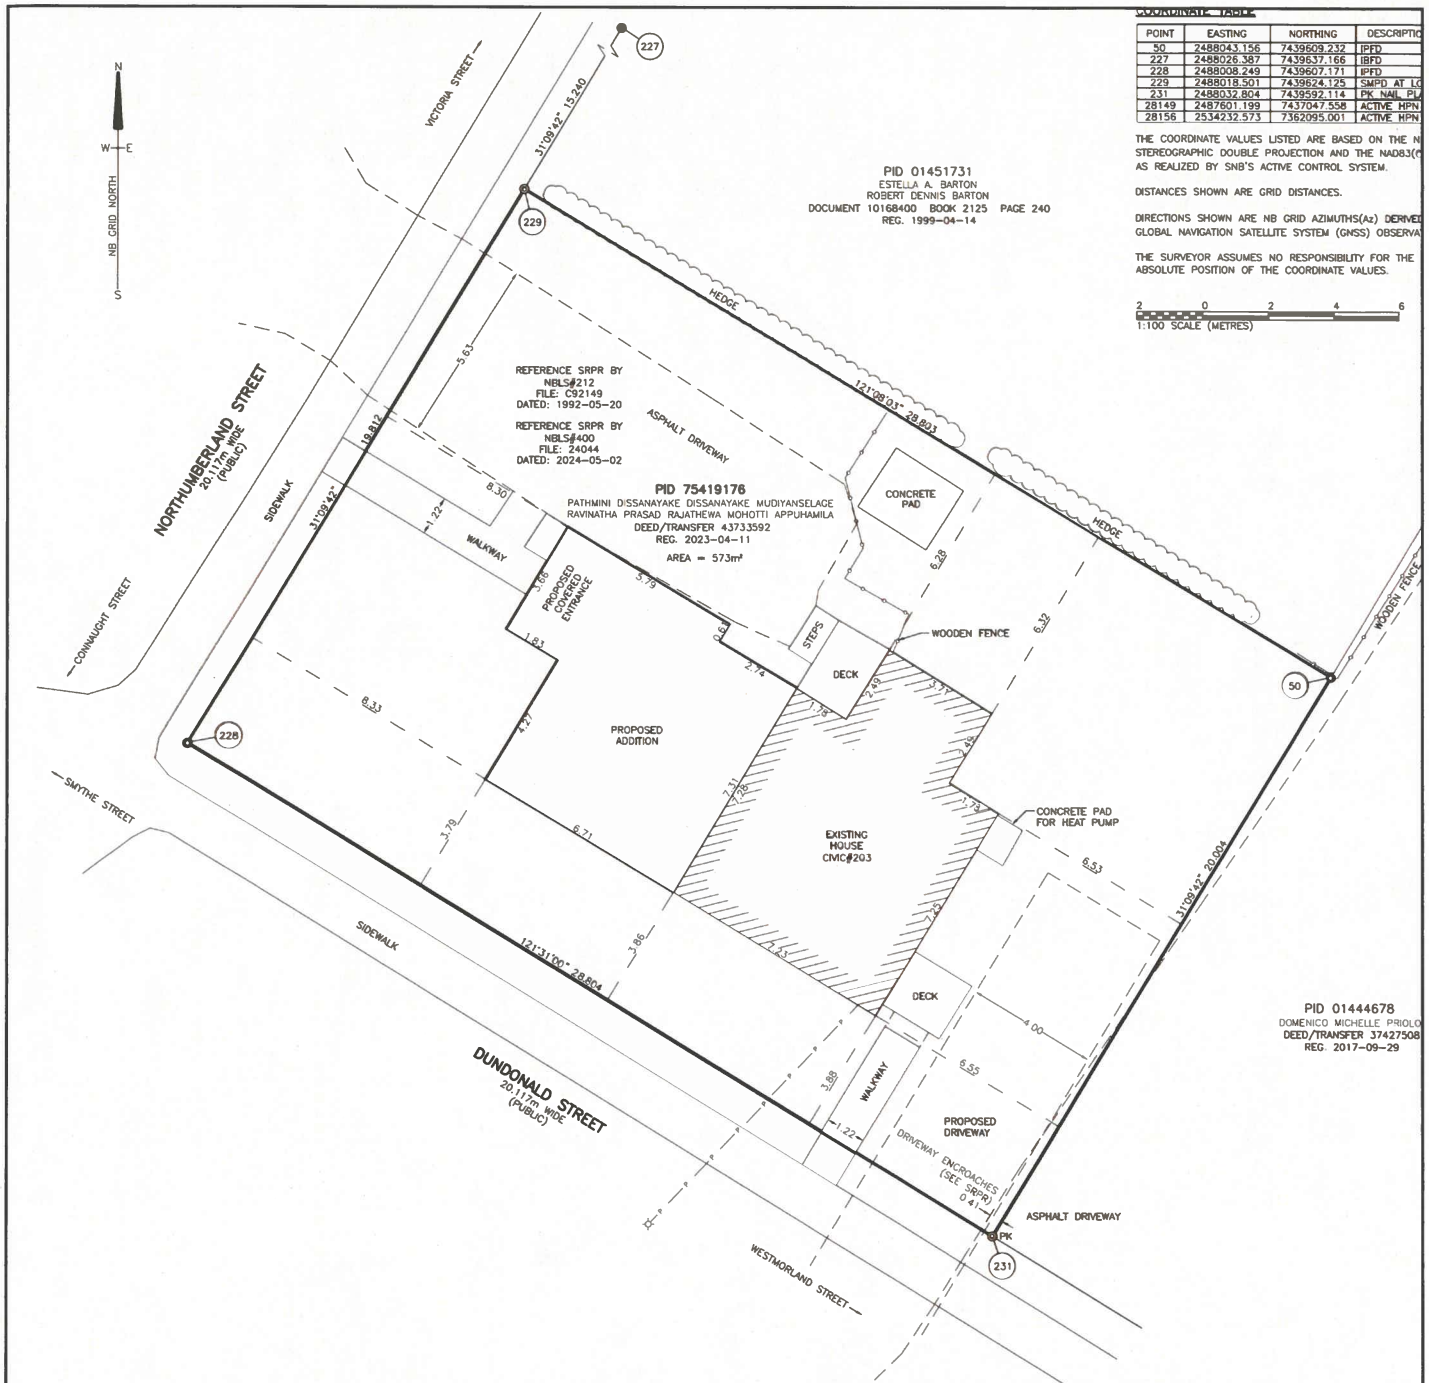 COORDINATE TABLE
POINT EASTING NORTHING
50 2488043.156 7439609.232 IPFD
227 2488026.387 7439637.166 IBFD
228 2488008.249 7439607.171 IPFD
229 2488018.501 7439624.125 SMPD AT
231 2488032.804 7439592.114 PK NAIL
28149 2487601.199 7437047.558 ACTIVE HPN
28156 2534232.573 7362095.001 ACTIVE HPN
THE COORDINATE VALUES LISTED ARE BASED ON THE
STEREOGRAPHIC DOUBLE PROJECTION AND THE
AS REALIZED BY SNB'S ACTIVE CONTROL SYSTEM.
DISTANCES SHOWN ARE GRID DISTANCES.
DIRECTIONS SHOWN ARE NB GRID AZIMUTHS(Az) DERIVED
GLOBAL NAVIGATION SATELLITE SYSTEM (GNSS)
THE SURVEYOR ASSUMES NO RESPONSIBILITY FOR THE
ABSOLUTE POSITION OF THE COORDINATE VALUES.
2 0 2 4 6
1:100 SCALE (METRES)
N
W E
NB GRID NORTH
S
VICTORIA STREET
227
31°09'42" 15.240
229
PID 01451731
ESTELLA A. BARTON
ROBERT DENNIS BARTON
DOCUMENT 10168400 BOOK 2125 PAGE 240
REG. 1999-04-14
HEDGE
5.63
REFERENCE SRPR BY
NBLS#212
FILE: C92149
DATED: 1992-05-20
REFERENCE SRPR BY
NBLS#400
FILE: 24044
DATED: 2024-05-02
ASPHALT DRIVEWAY
121°08'03" 28.803
NORTHUMBERLAND STREET
20.117m WIDE
(PUBLIC)
SIDEWALK
19.812
31°09'42"
PID 75419176
PATHMINI DISSANAYAKE DISSANAYAKE MUDIYANSELAGE
RAVINATHA PRASAD RAJATHEWA MOHOTTI APPUHAMILA
DEED/TRANSFER 43733592
REG. 2023-04-11
AREA = 573m²
CONCRETE
PAD
HEDGE
8.30
1.22
WALKWAY
3.66
PROPOSED
COVERED
ENTRANCE
5.79
6.28
6.32
WOODEN FENCE
CONNAUGHT STREET
1.83
0.61
2.74
STEPS
WOODEN FENCE
DECK
2.49
3.71
1.78
50
8.33
228
4.27
PROPOSED
ADDITION
2.49
SMYTHE STREET
7.31
7.28
1.73
CONCRETE PAD
FOR HEAT PUMP
3.79
6.71
EXISTING
HOUSE
CIVIC#203
6.53
31°09'42" 20.004
SIDEWALK
3.86
7.23
7.25
121°31'00" 28.804
DECK
4.00
PID 01444678
DOMENICO MICHELLE PRIOLO
DEED/TRANSFER 37427508
REG. 2017-09-29
DUNDONALD STREET
20.117m WIDE
(PUBLIC)
3.88
WALKWAY
6.55
1.22
PROPOSED
DRIVEWAY
DRIVEWAY ENCROACHES
(SEE SRPR)
0.41
ASPHALT DRIVEWAY
P P P P P P
PK
231
WESTMORLAND STREET